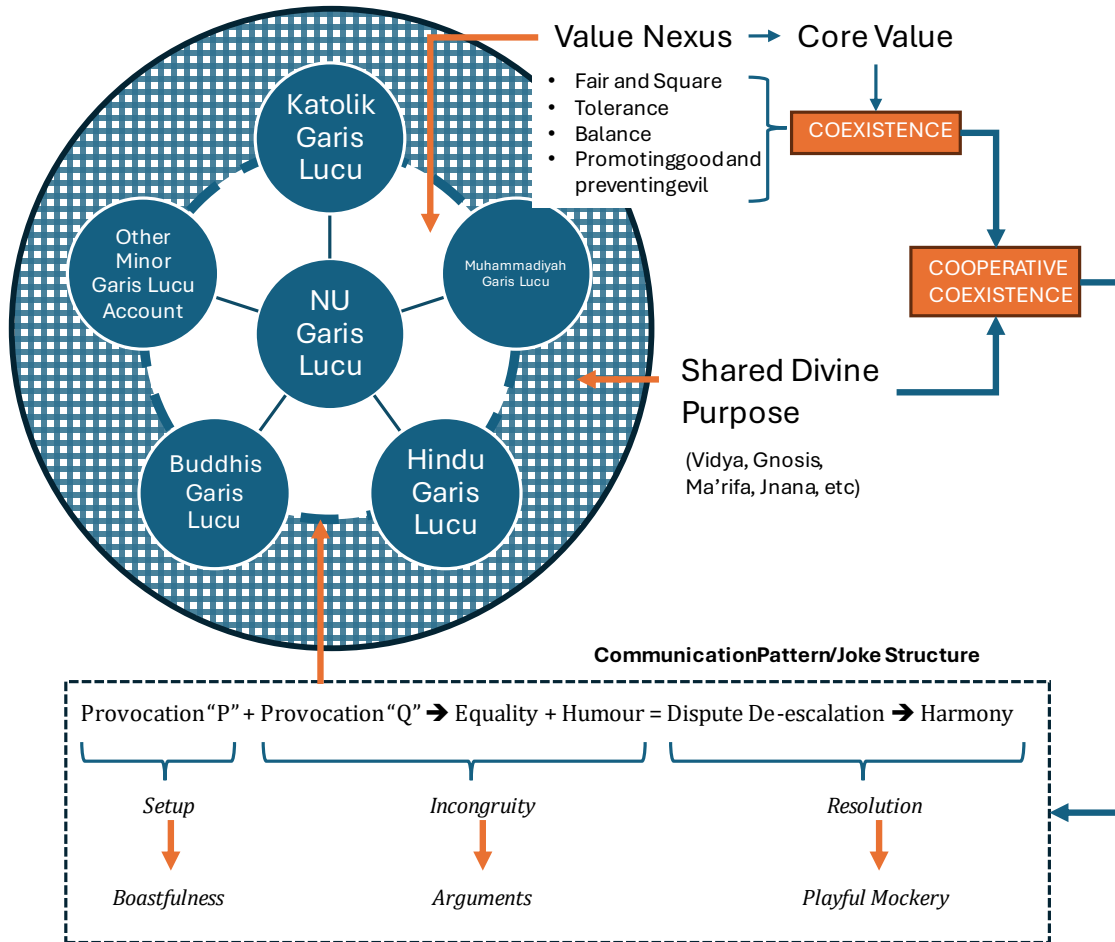 Value Nexus
Core Value
• Fair and Square
• Tolerance
• Balance
• Promotinggood and
preventingevil
COEXISTENCE
COOPERATIVE
COEXISTENCE
Katolik
Garis
Lucu
Other
Minor
Garis Lucu
Account
Muhammadiyah
Garis Lucu
NU
Garis
Lucu
Buddhis
Garis
Lucu
Hindu
Garis
Lucu
Shared Divine
Purpose
(Vidya, Gnosis,
Ma’rifa, Jnana, etc)
CommunicationPattern/Joke Structure
Provocation “P” + Provocation “Q” ➔ Equality + Humour = Dispute De-escalation ➔ Harmony
Setup
Incongruity
Resolution
Boastfulness
Arguments
Playful Mockery